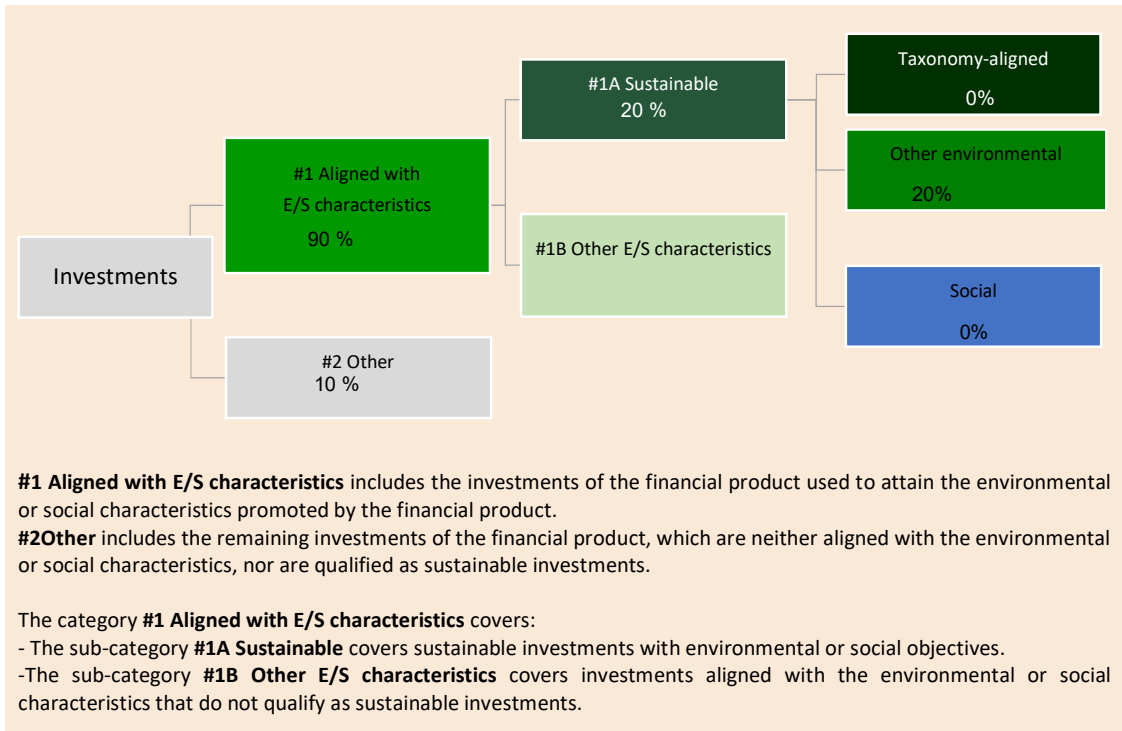 Investments
#1 Aligned with
E/S characteristics
90 %
#2 Other
10 %
#1A Sustainable
20 %
#1B Other E/S characteristics
Taxonomy-aligned
0%
Other environmental
20%
Social
0%
#1 Aligned with E/S characteristics includes the investments of the financial product used to attain the environmental
or social characteristics promoted by the financial product.
#2Other includes the remaining investments of the financial product, which are neither aligned with the environmental
or social characteristics, nor are qualified as sustainable investments.
The category #1 Aligned with E/S characteristics covers:
- The sub-category #1A Sustainable covers sustainable investments with environmental or social objectives.
-The sub-category #1B Other E/S characteristics covers investments aligned with the environmental or social
characteristics that do not qualify as sustainable investments.